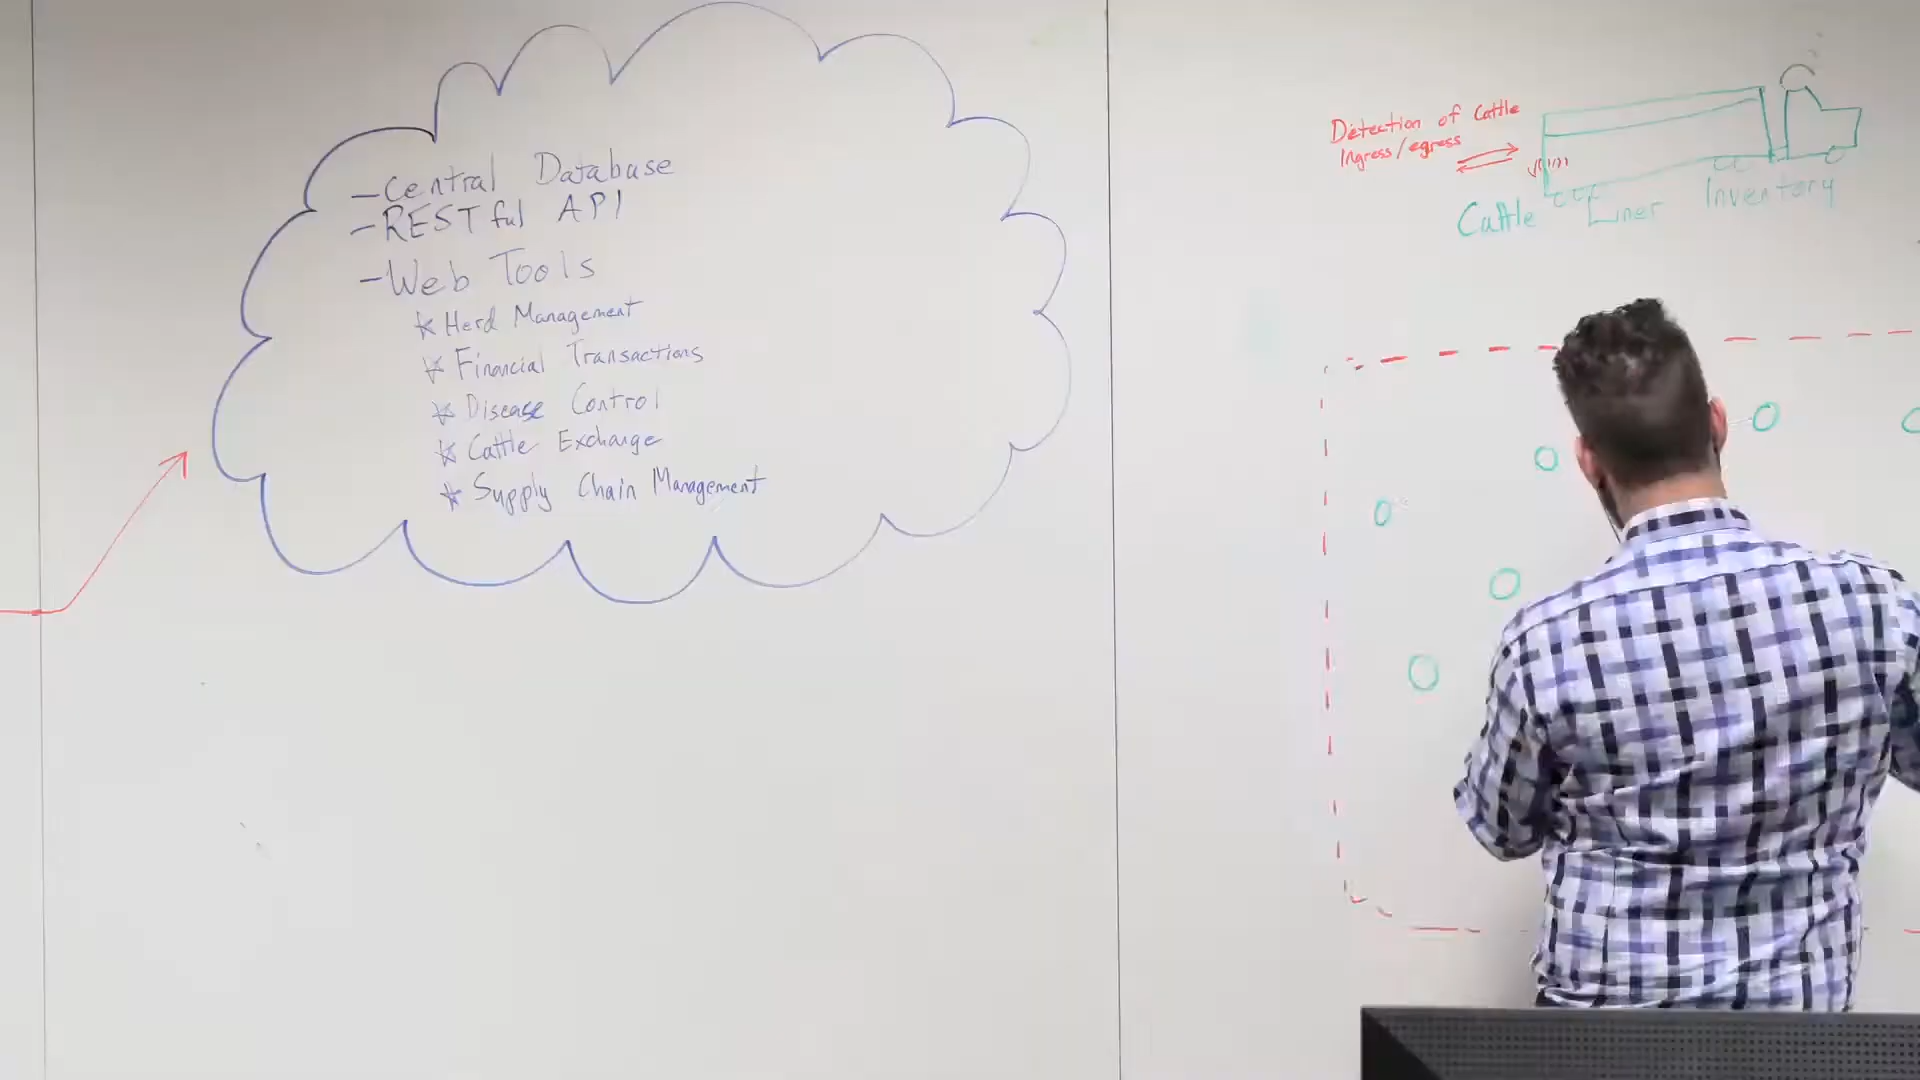 - Central Database
- RESTful API
- Web Tools
* Herd Management
* Financial Transactions
* Disease Control
* Cattle Exchange
* Supply Chain Management
Detection of Cattle
Ingress/egress
Cattle Liner Inventory